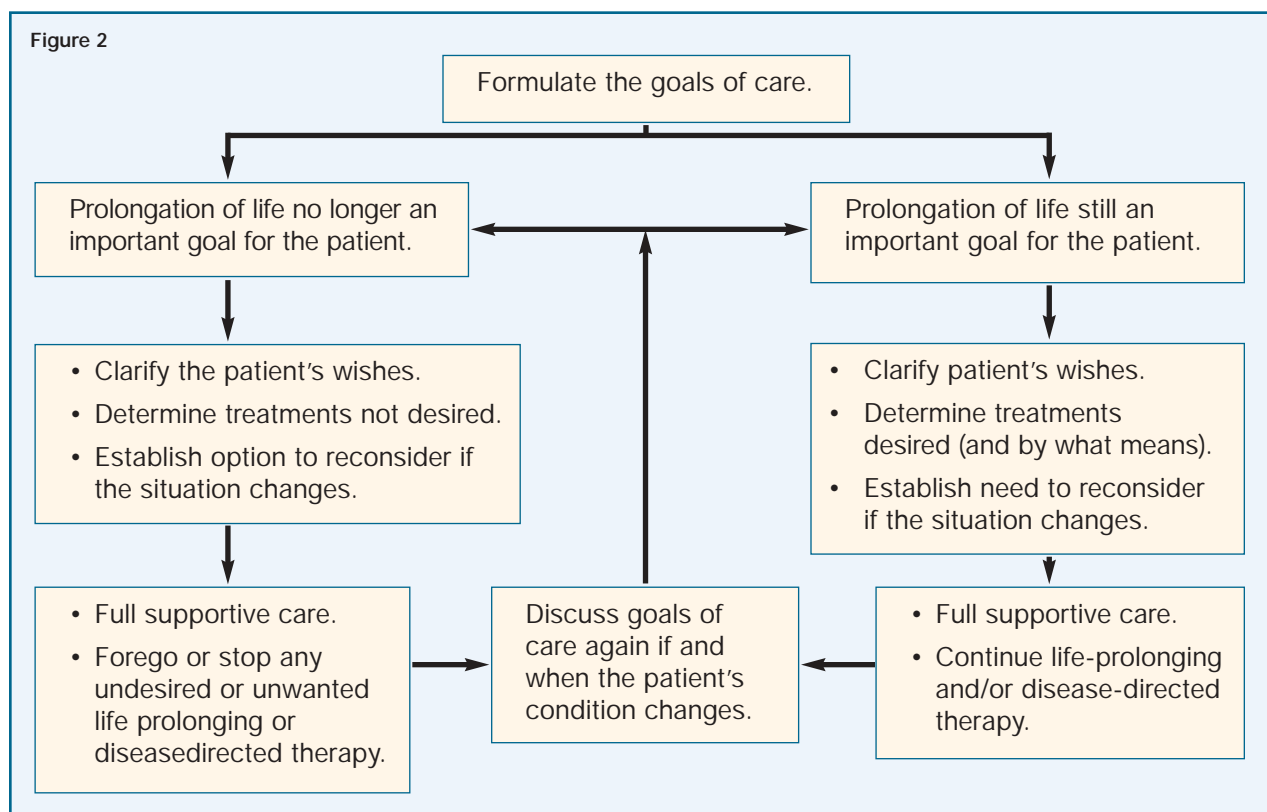 Figure 2
Formulate the goals of care.
Prolongation of life no longer an
important goal for the patient.
Prolongation of life still an
important goal for the patient.
• Clarify the patient's wishes.
• Determine treatments not desired.
• Establish option to reconsider if
the situation changes.
• Clarify patient's wishes.
• Determine treatments
desired (and by what means).
• Establish need to reconsider
if the situation changes.
• Full supportive care.
• Forego or stop any
undesired or unwanted
life prolonging or
diseasedirected therapy.
Discuss goals of
care again if and
when the patient's
condition changes.
• Full supportive care.
• Continue life-prolonging
and/or disease-directed
therapy.